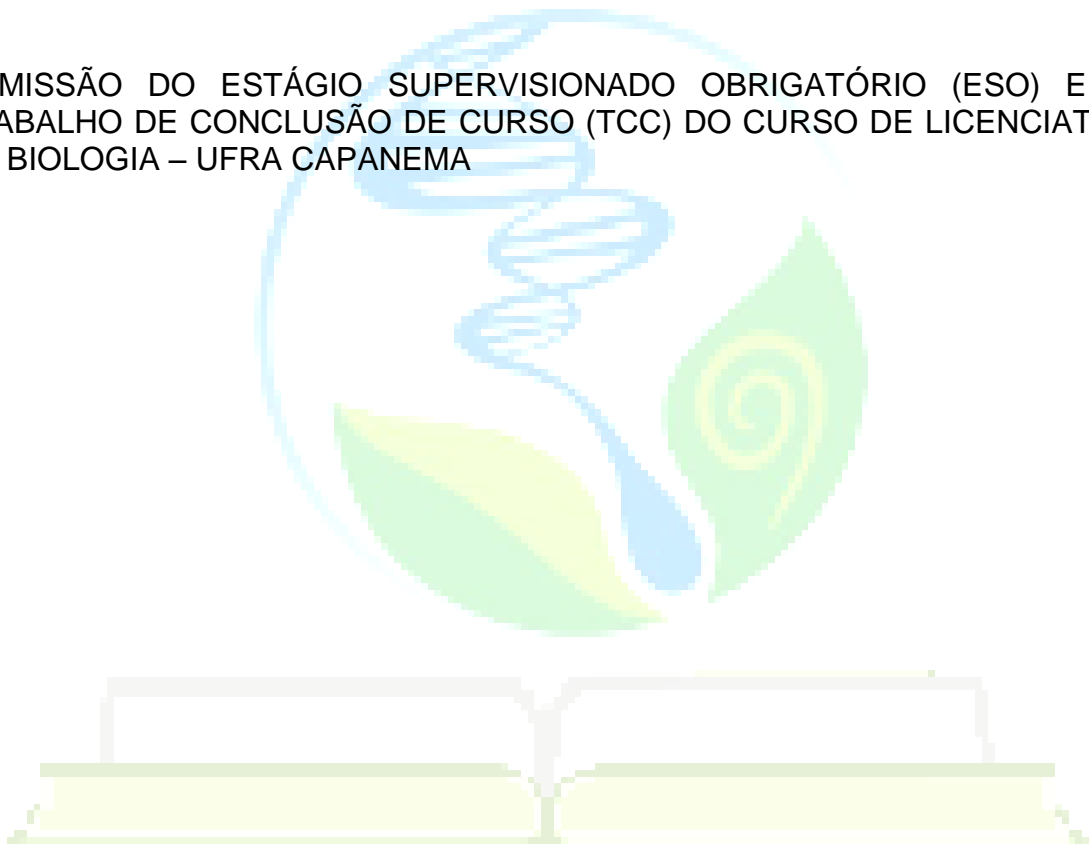 MISSÃO DO ESTÁGIO SUPERVISIONADO OBRIGATÓRIO (ESO) E
ABALHO DE CONCLUSÃO DE CURSO (TCC) DO CURSO DE LICENCIAT
BIOLOGIA – UFRA CAPANEMA